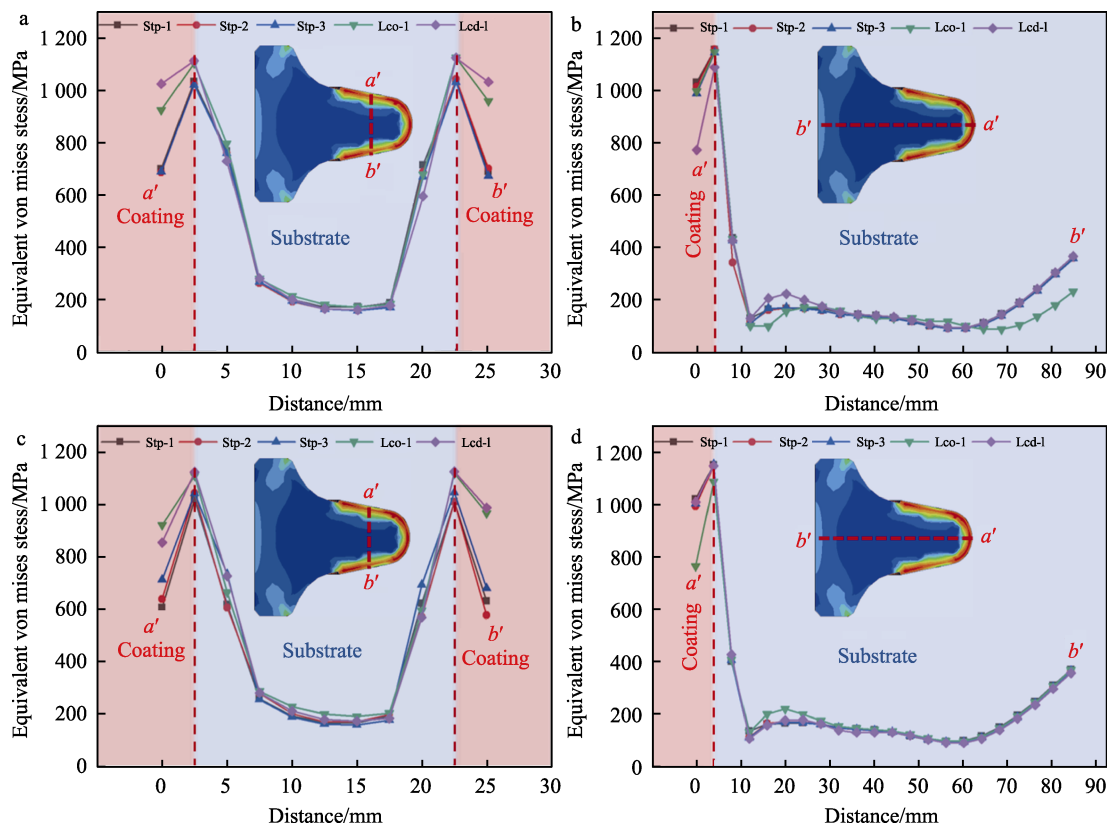 a
Stp-1 Stp-2 Stp-3 Lco-1 Lcd-l
Equivalent von mises stess/MPa
1 200
1 000
800
600
400
200
0
a′
b′
a′
Coating
Substrate
b′
Coating
0 5 10 15 20 25 30
Distance/mm
b
Stp-1 Stp-2 Stp-3 Lco-1 Lcd-l
Equivalent von mises stess/MPa
1 200
1 000
800
600
400
200
0
b′ a′
a′
Coating
Substrate
b′
0 10 20 30 40 50 60 70 80 90
Distance/mm
c
Stp-1 Stp-2 Stp-3 Lco-1 Lcd-l
Equivalent von mises stess/MPa
1 200
1 000
800
600
400
200
0
a′
b′
a′
Coating
Substrate
b′
Coating
0 5 10 15 20 25 30
Distance/mm
d
Stp-1 Stp-2 Stp-3 Lco-1 Lcd-l
Equivalent von mises stess/MPa
1 200
1 000
800
600
400
200
0
b′ a′
a′
Coating
Substrate
b′
0 10 20 30 40 50 60 70 80 90
Distance/mm